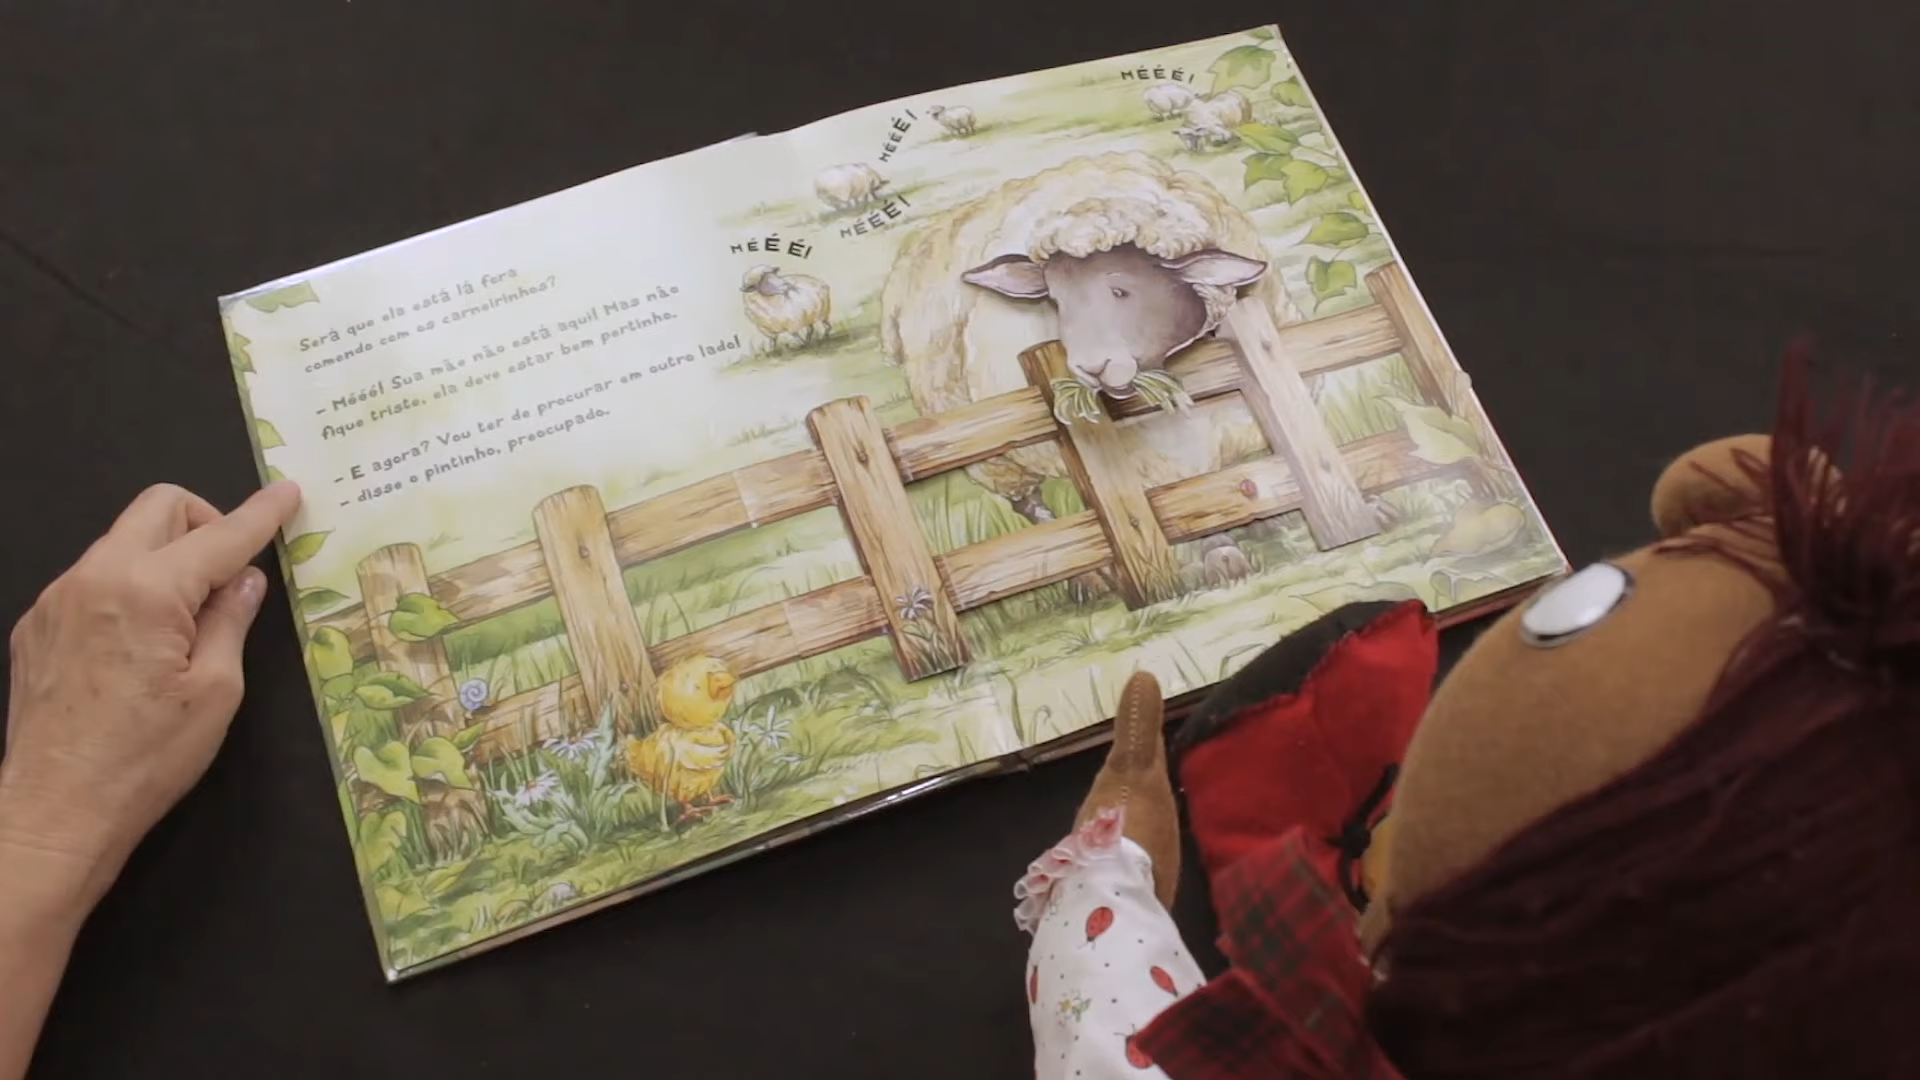 Será que ela está lá fora
comendo com os carneirinhos?
– Mééé! Sua mãe não está aqui! Mas não
fique triste, ela deve estar bem pertinho.
– E agora? Vou ter de procurar em outro lado!
– disse o pintinho, preocupado.
MÉÉÉ!
MÉÉÉ!
MÉÉÉ!
MÉÉÉ!